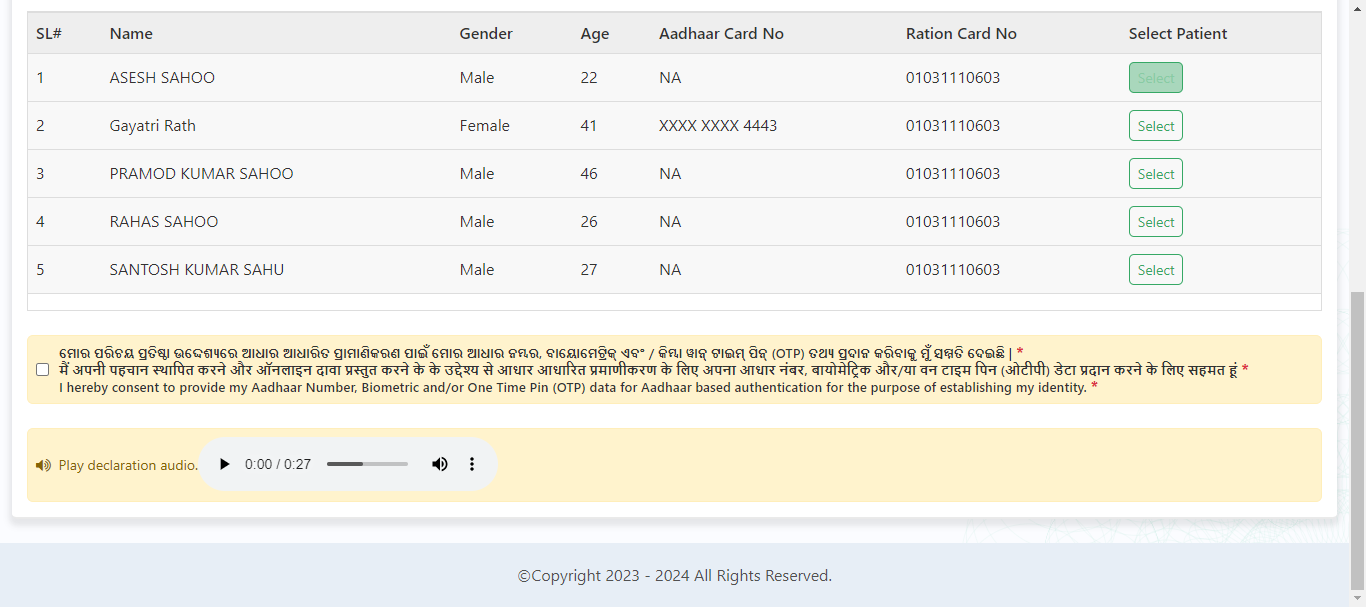 SL# Name Gender Age Aadhaar Card No Ration Card No Select Patient
1 ASESH SAHOO Male 22 NA 01031110603 Select
2 Gayatri Rath Female 41 XXXX XXXX 4443 01031110603 Select
3 PRAMOD KUMAR SAHOO Male 46 NA 01031110603 Select
4 RAHAS SAHOO Male 26 NA 01031110603 Select
5 SANTOSH KUMAR SAHU Male 27 NA 01031110603 Select
ମୋର ପରିଚୟ ପ୍ରତିଷ୍ଠା ଉଦ୍ଦେଶ୍ୟରେ ଆଧାର ଆଧାରିତ ପ୍ରାମାଣିକରଣ ପାଇଁ ମୋର ଆଧାର ନମ୍ବର, ବାୟୋମେଟ୍ରିକ୍ ଏବଂ / କିମ୍ବା ୱାନ୍ ଟାଇମ୍ ପିନ୍ (OTP) ତଥ୍ୟ ପ୍ରଦାନ କରିବାକୁ ମୁଁ ସମ୍ମତି ଦେଇଛି | *
मैं अपनी पहचान स्थापित करने और ऑनलाइन दावा प्रस्तुत करने के के उद्देश्य से आधार आधारित प्रमाणीकरण के लिए अपना आधार नंबर, बायोमेट्रिक और/या वन टाइम पिन (ओटीपी) डेटा प्रदान करने के लिए सहमत हूं *
I hereby consent to provide my Aadhaar Number, Biometric and/or One Time Pin (OTP) data for Aadhaar based authentication for the purpose of establishing my identity. *
Play declaration audio. 0:00 / 0:27
©Copyright 2023 - 2024 All Rights Reserved.